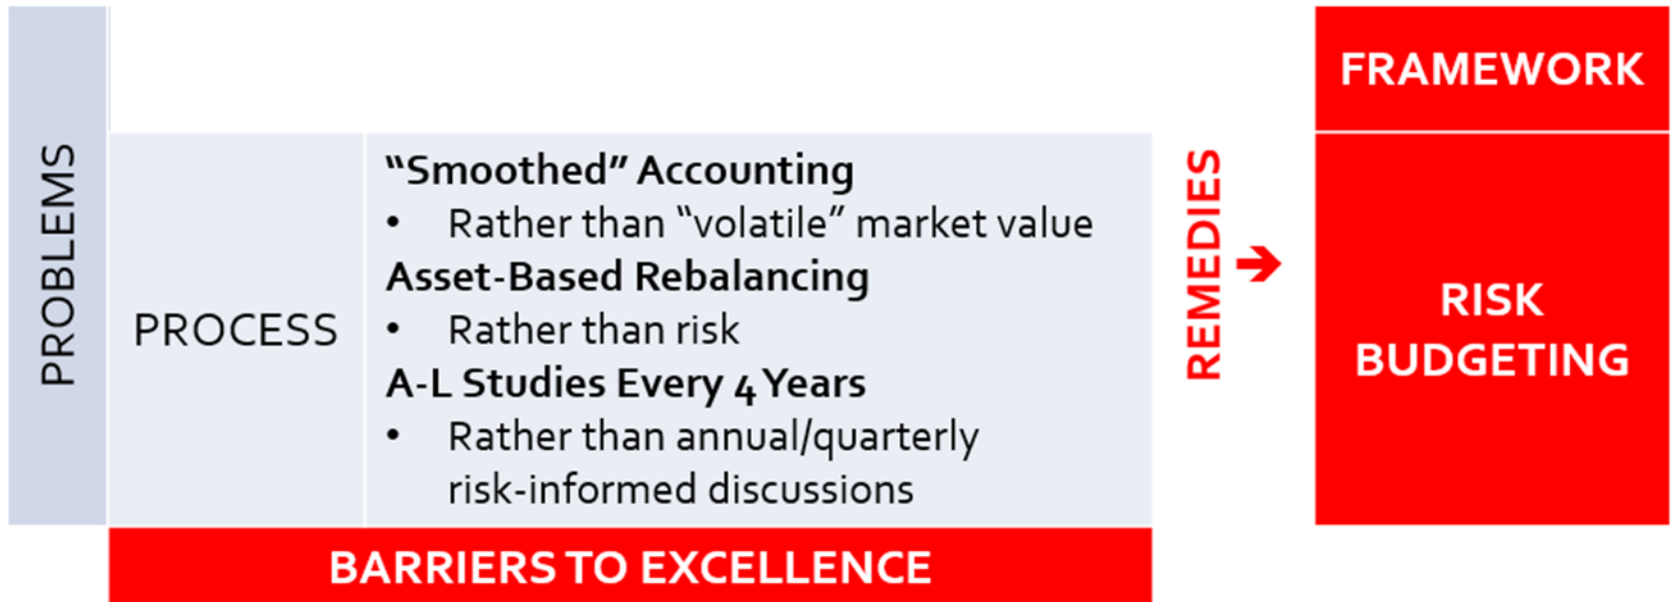 PROBLEMS
PROCESS
“Smoothed” Accounting
• Rather than “volatile” market value
Asset-Based Rebalancing
• Rather than risk
A-L Studies Every 4 Years
• Rather than annual/quarterly
risk-informed discussions
BARRIERS TO EXCELLENCE
REMEDIES →
FRAMEWORK
RISK
BUDGETING